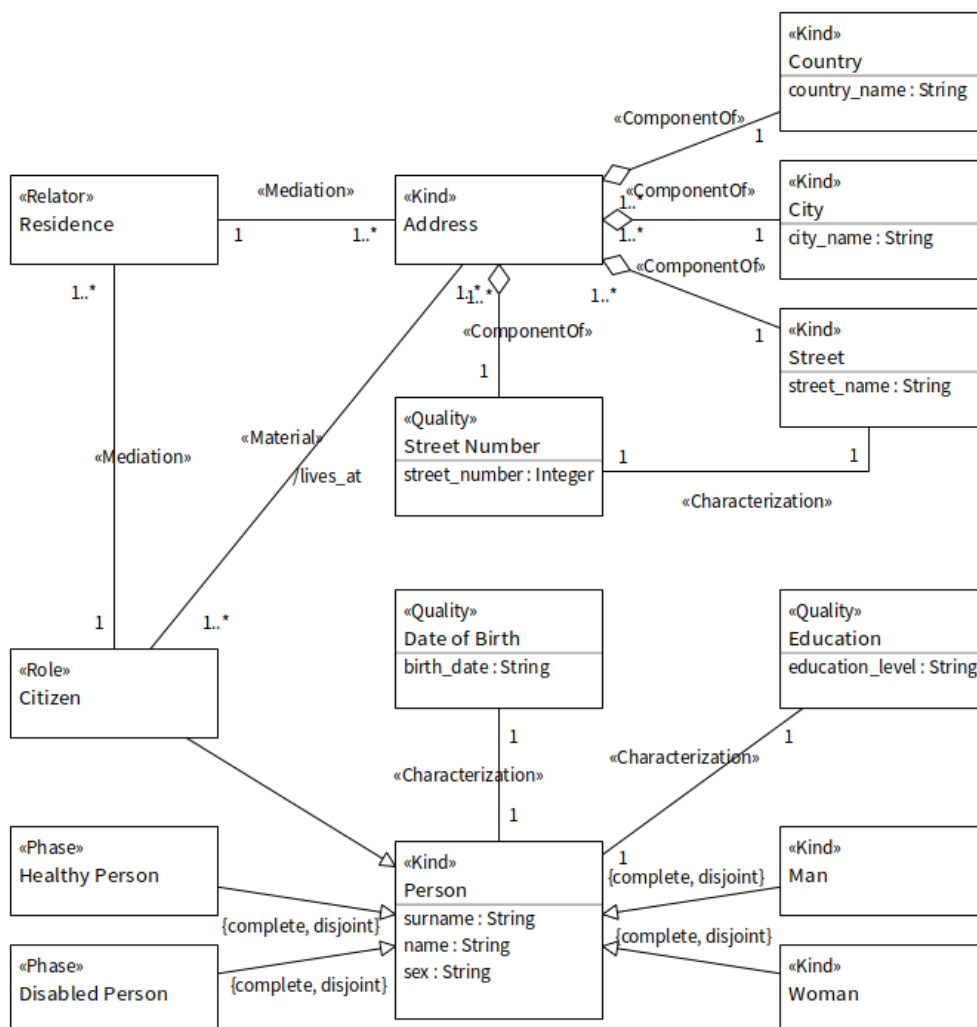 «Kind»
Country
country_name : String
«ComponentOf»
1
1..*
«Kind»
City
city_name : String
«ComponentOf»
1
1..*
«Relator»
Residence
«Mediation»
1
1..*
«Kind»
Address
«ComponentOf»
1..*
1
«Kind»
Street
street_name : String
1..*
1..*
1..*
«ComponentOf»
1
«Quality»
Street Number
street_number : Integer
1
1
«Characterization»
«Material»
/lives_at
«Mediation»
1
1..*
«Role»
Citizen
«Quality»
Date of Birth
birth_date : String
1
«Characterization»
1
«Quality»
Education
education_level : String
1
«Characterization»
1
«Phase»
Healthy Person
{complete, disjoint}
«Phase»
Disabled Person
{complete, disjoint}
«Kind»
Person
surname : String
name : String
sex : String
«Kind»
Man
{complete, disjoint}
«Kind»
Woman
{complete, disjoint}